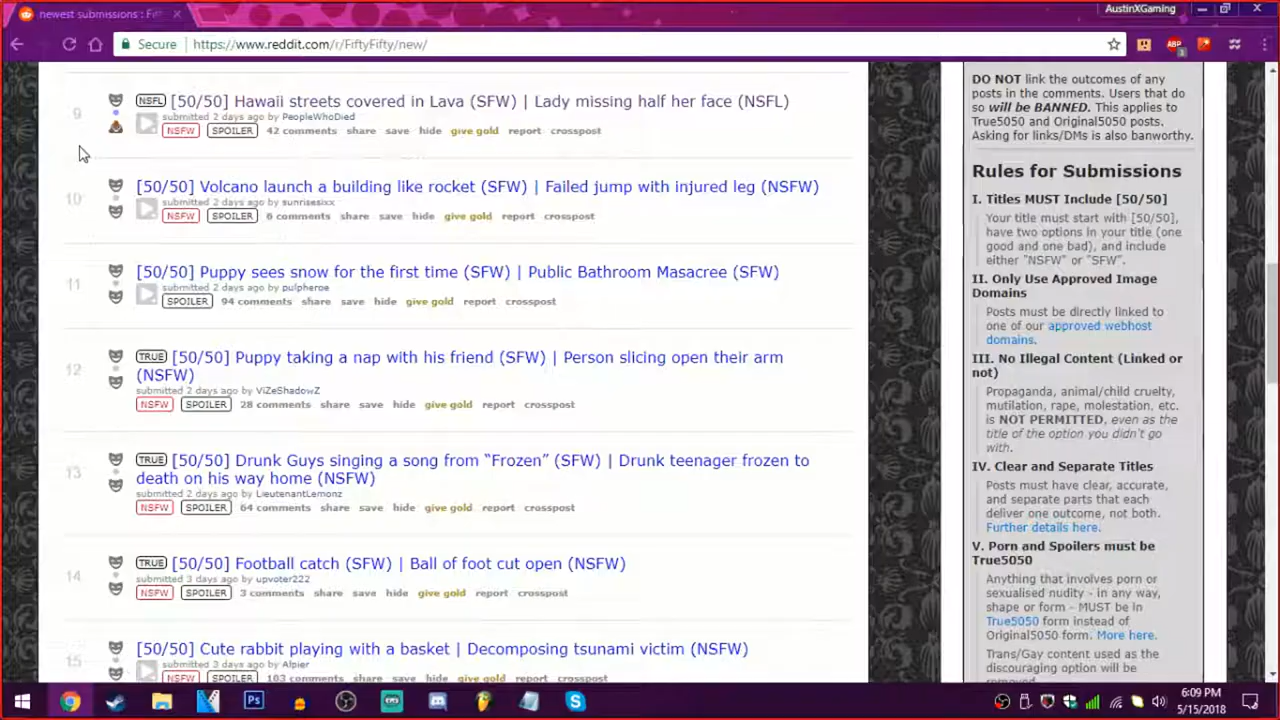 newest submissions : Fif
AustinXGaming
Secure https://www.reddit.com/r/FiftyFifty/new/
ABP
9
NSFL [50/50] Hawaii streets covered in Lava (SFW) | Lady missing half her face (NSFL)
submitted 2 days ago by PeopleWhoDied
NSFW SPOILER 42 comments share save hide give gold report crosspost
10
[50/50] Volcano launch a building like rocket (SFW) | Failed jump with injured leg (NSFW)
submitted 2 days ago by sunrisesixx
NSFW SPOILER 6 comments share save hide give gold report crosspost
11
[50/50] Puppy sees snow for the first time (SFW) | Public Bathroom Masacree (SFW)
submitted 2 days ago by pulpheroe
SPOILER 94 comments share save hide give gold report crosspost
12
TRUE [50/50] Puppy taking a nap with his friend (SFW) | Person slicing open their arm
(NSFW)
submitted 2 days ago by ViZeShadowZ
NSFW SPOILER 28 comments share save hide give gold report crosspost
13
TRUE [50/50] Drunk Guys singing a song from “Frozen” (SFW) | Drunk teenager frozen to
death on his way home (NSFW)
submitted 2 days ago by LieutenantLemonz
NSFW SPOILER 64 comments share save hide give gold report crosspost
14
TRUE [50/50] Football catch (SFW) | Ball of foot cut open (NSFW)
submitted 3 days ago by upvoter222
NSFW SPOILER 3 comments share save hide give gold report crosspost
15
[50/50] Cute rabbit playing with a basket | Decomposing tsunami victim (NSFW)
submitted 3 days ago by Alpier
NSFW SPOILER 103 comments share save hide give gold report crosspost
DO NOT link the outcomes of any
posts in the comments. Users that do
so will be BANNED. This applies to
True5050 and Original5050 posts.
Asking for links/DMs is also banworthy.
Rules for Submissions
I. Titles MUST Include [50/50]
Your title must start with [50/50],
have two options in your title (one
good and one bad), and include
either "NSFW" or "SFW".
II. Only Use Approved Image
Domains
Posts must be directly linked to
one of our approved webhost
domains.
III. No Illegal Content (Linked or
not)
Propaganda, animal/child cruelty,
mutilation, rape, molestation, etc.
is NOT PERMITTED, even as the
title of the option you didn't go
with.
IV. Clear and Separate Titles
Posts must have clear, accurate,
and separate parts that each
deliver one outcome, not both.
Further details here.
V. Porn and Spoilers must be
True5050
Anything that involves porn or
sexualised nudity - in any way,
shape or form - MUST be in
True5050 form instead of
Original5050 form. More here.
Trans/Gay content used as the
discouraging option will be
removed.
Ps
6:09 PM
5/15/2018